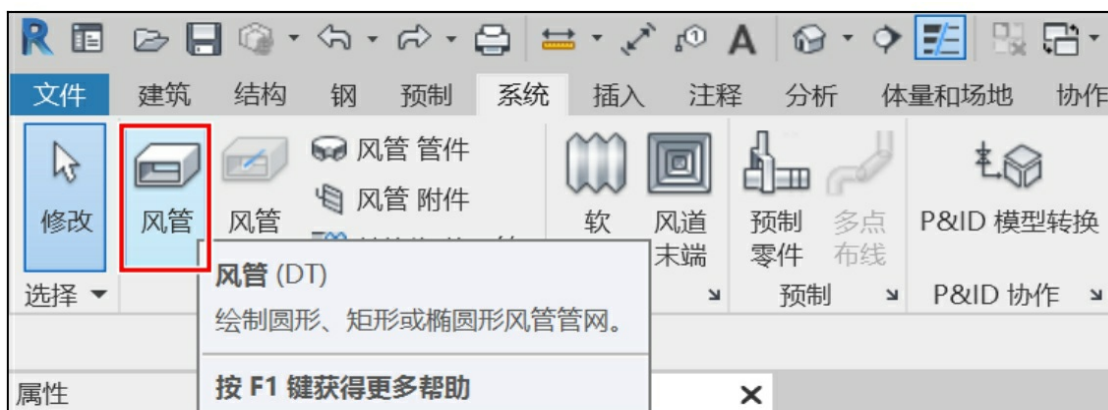 文件 建筑 结构 钢 预制 系统 插入 注释 分析 体量和场地 协作
修改 风管 风管 风管 管件 风管 附件 软 风道末端 预制零件 多点布线 P&ID 模型转换
选择 预制 P&ID 协作
风管 (DT)
绘制圆形、矩形或椭圆形风管管网。
按 F1 键获得更多帮助
属性